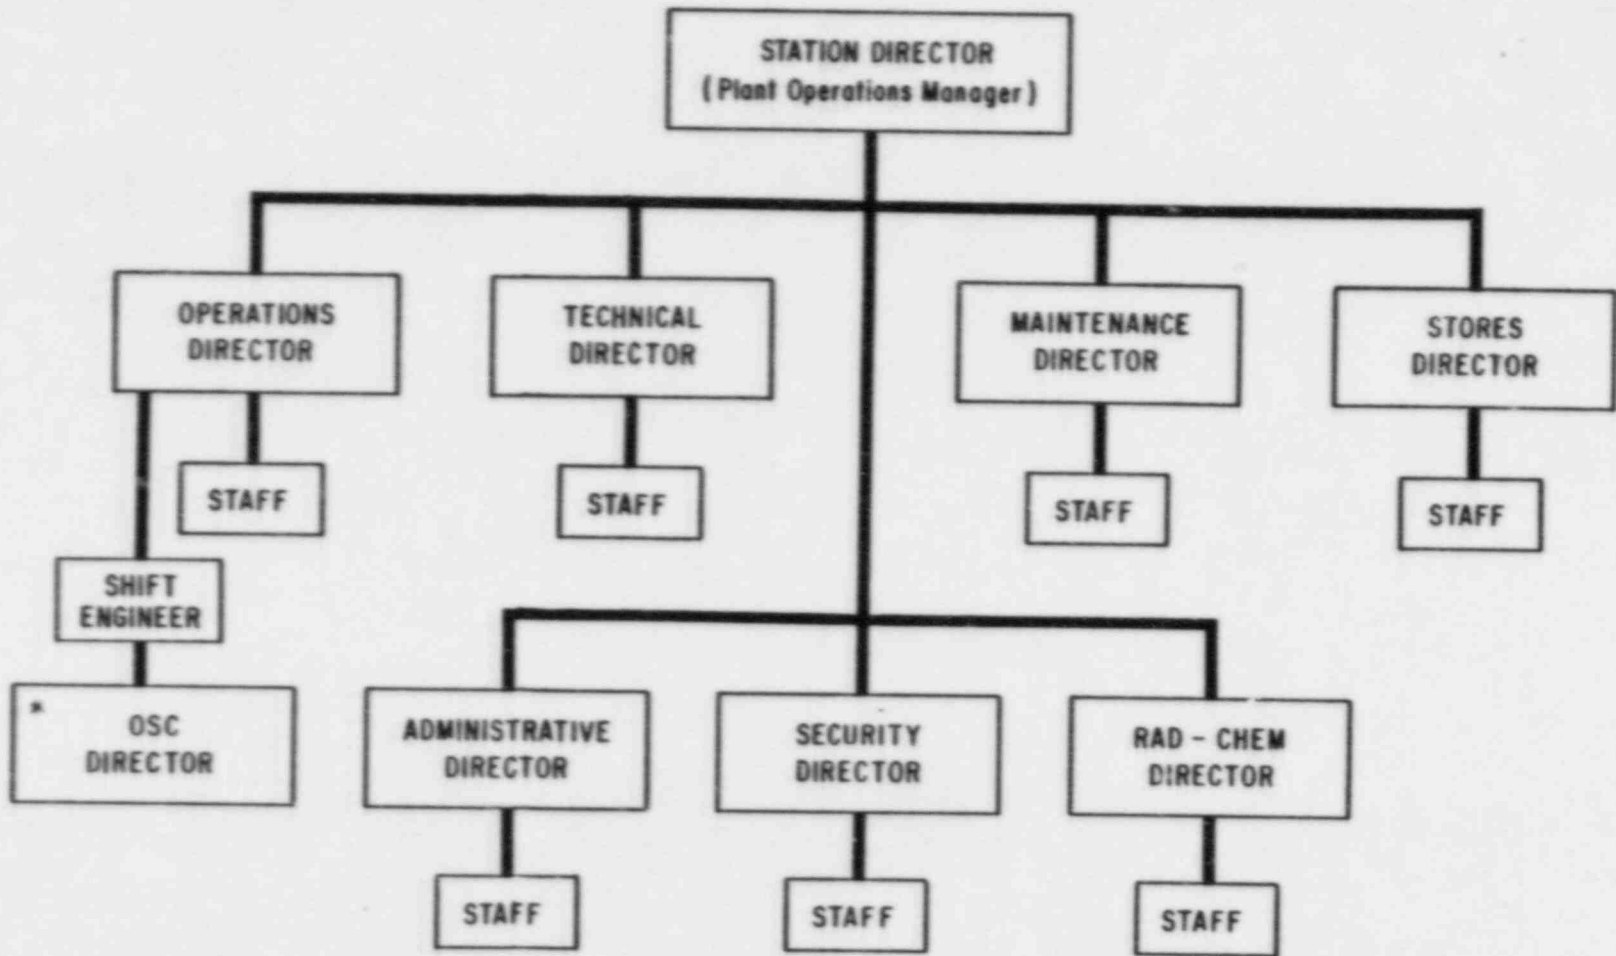 STATION DIRECTOR
(Plant Operations Manager)
OPERATIONS
DIRECTOR
TECHNICAL
DIRECTOR
MAINTENANCE
DIRECTOR
STORES
DIRECTOR
STAFF
STAFF
STAFF
STAFF
SHIFT
ENGINEER
*
OSC
DIRECTOR
ADMINISTRATIVE
DIRECTOR
SECURITY
DIRECTOR
RAD - CHEM
DIRECTOR
STAFF
STAFF
STAFF